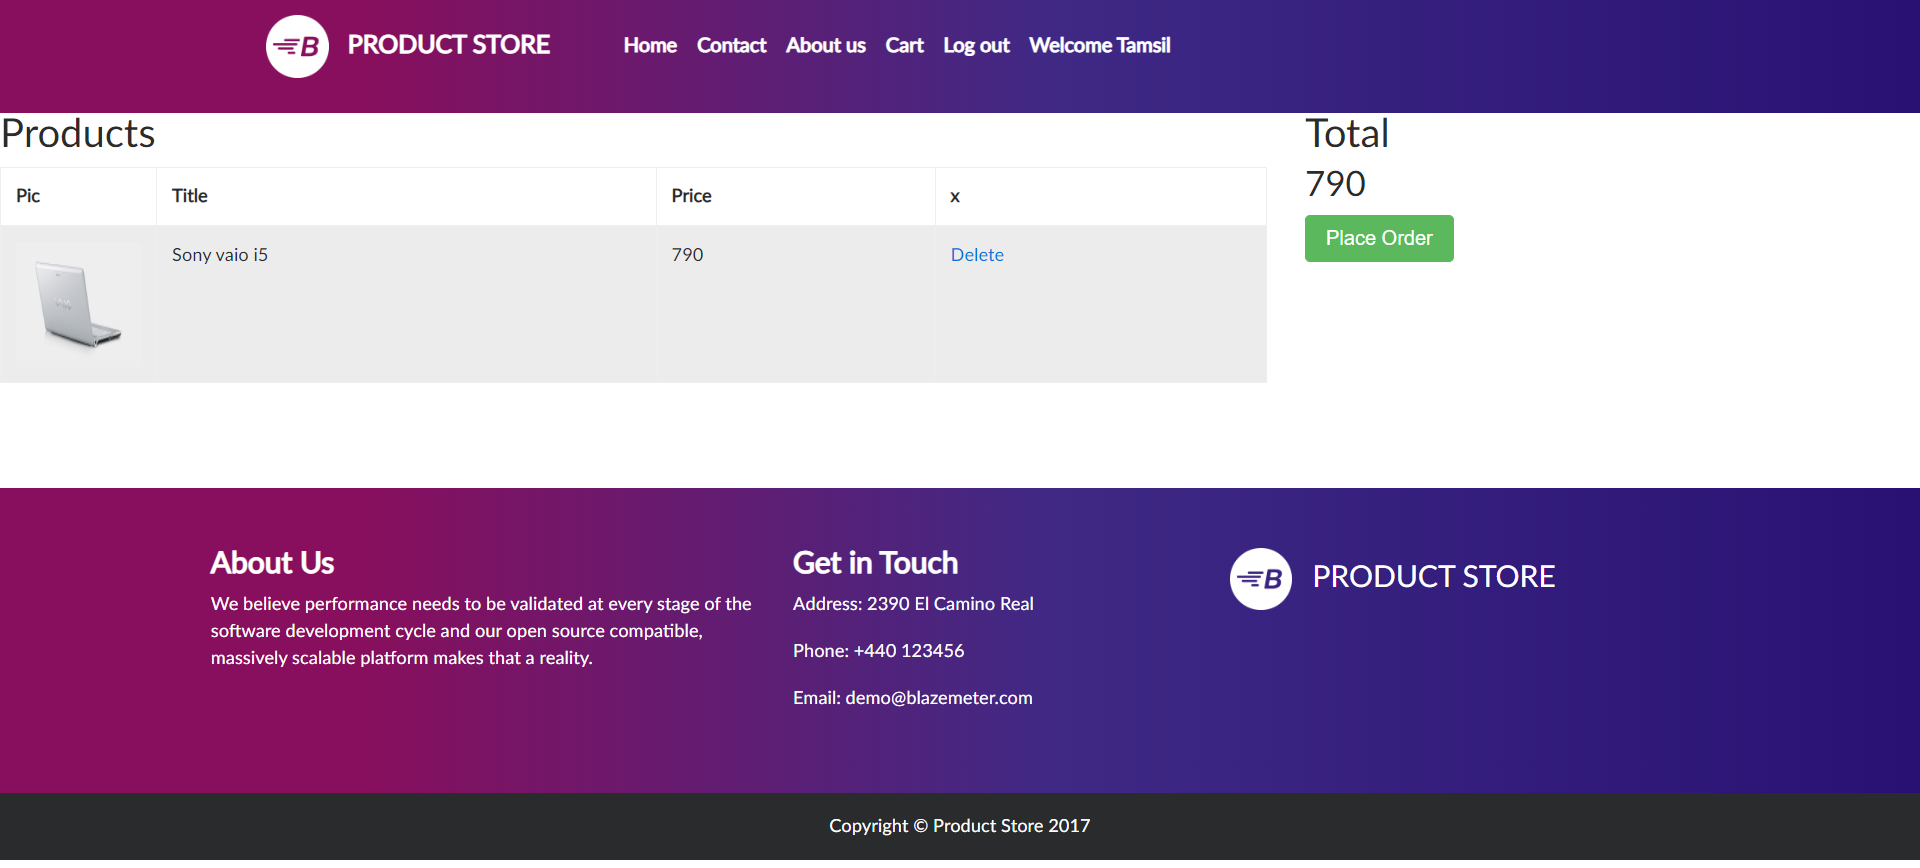 B PRODUCT STORE Home Contact About us Cart Log out Welcome Tamsil
Products
Total
790
Place Order
Pic Title Price x
Sony vaio i5 790 Delete
VAIO
About Us
We believe performance needs to be validated at every stage of the
software development cycle and our open source compatible,
massively scalable platform makes that a reality.
Get in Touch
Address: 2390 El Camino Real
Phone: +440 123456
Email: demo@blazemeter.com
B PRODUCT STORE
Copyright © Product Store 2017